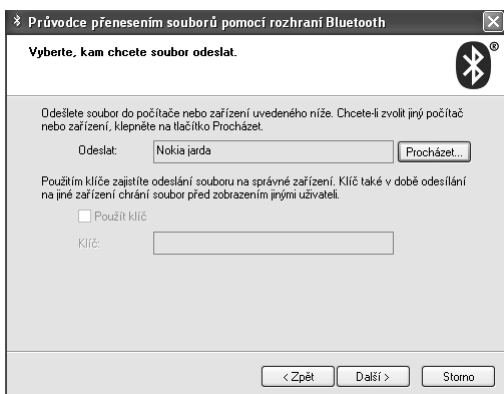 Průvodce přenesením souborů pomocí rozhraní Bluetooth
Vyberte, kam chcete soubor odeslat.
®
Odešlete soubor do počítače nebo zařízení uvedeného níže. Chcete-li zvolit jiný počítač
nebo zařízení, klepněte na tlačítko Procházet.
Odeslat: Nokia jarda Procházet...
Použitím klíče zajistíte odeslání souboru na správné zařízení. Klíč také v době odesílání
na jiné zařízení chrání soubor před zobrazením jinými uživateli.
Použít klíč
Klíč:
< Zpět Další > Storno